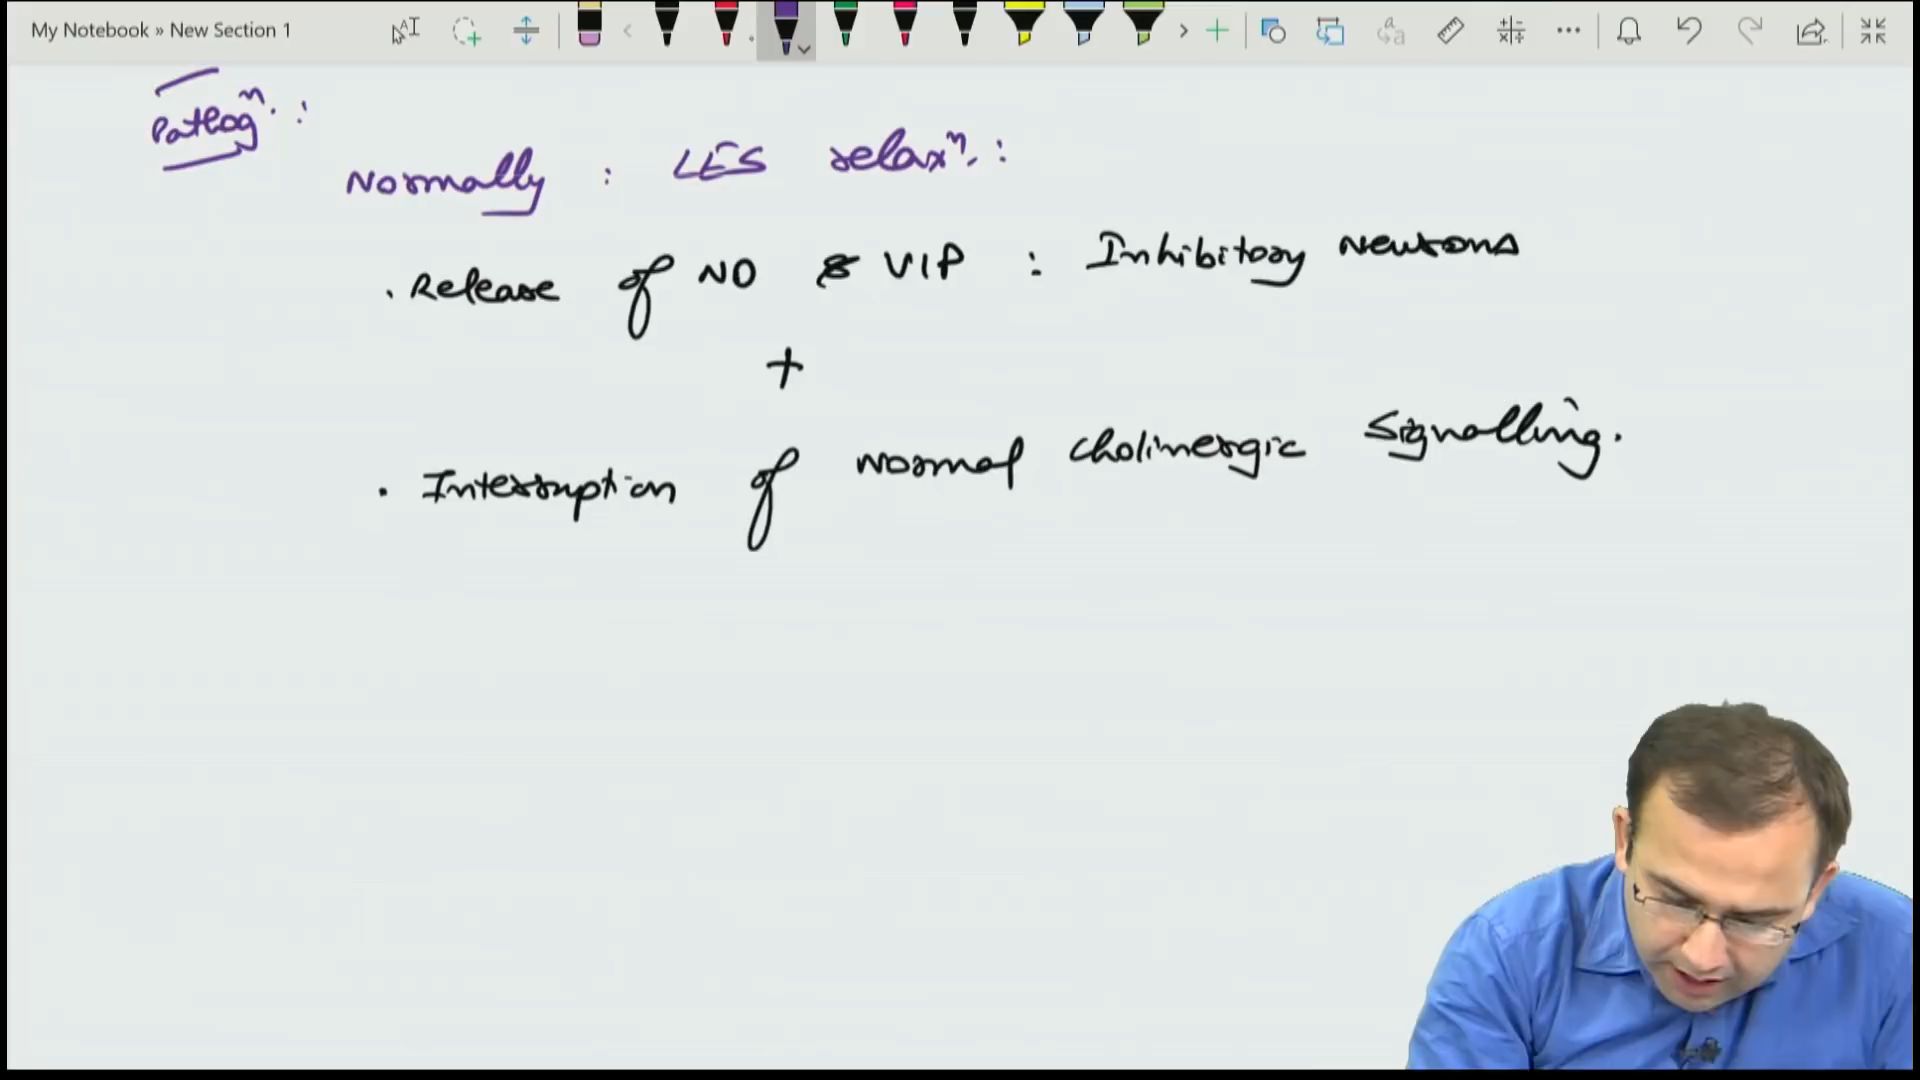 My Notebook » New Section 1
Pathogⁿ. :
Normally : LES relaxⁿ. :
. Release of NO & VIP : Inhibitory Neurons
+
. Interruption of normal cholinergic signalling.